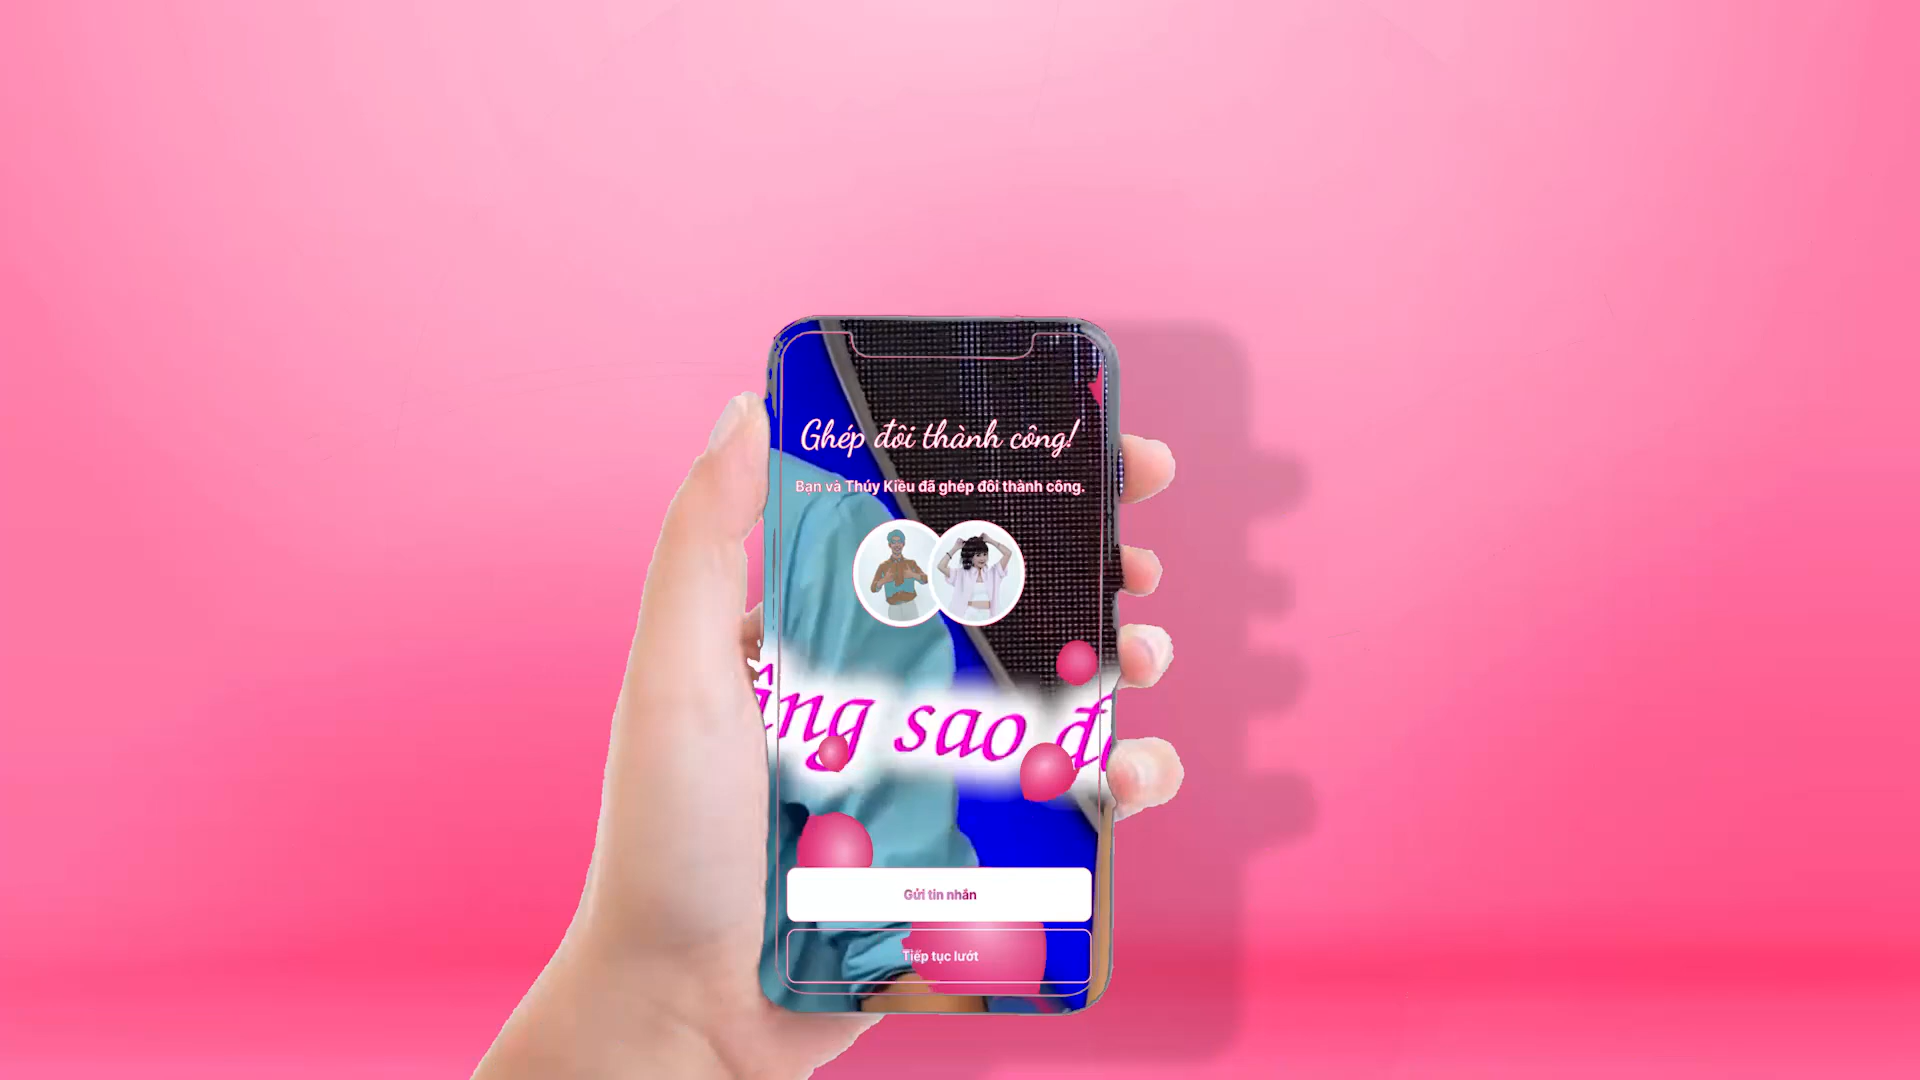 Ghép đôi thành công!
Bạn và Thúy Kiều đã ghép đôi thành công.
sao
Gửi tin nhắn
Tiếp tục lướt